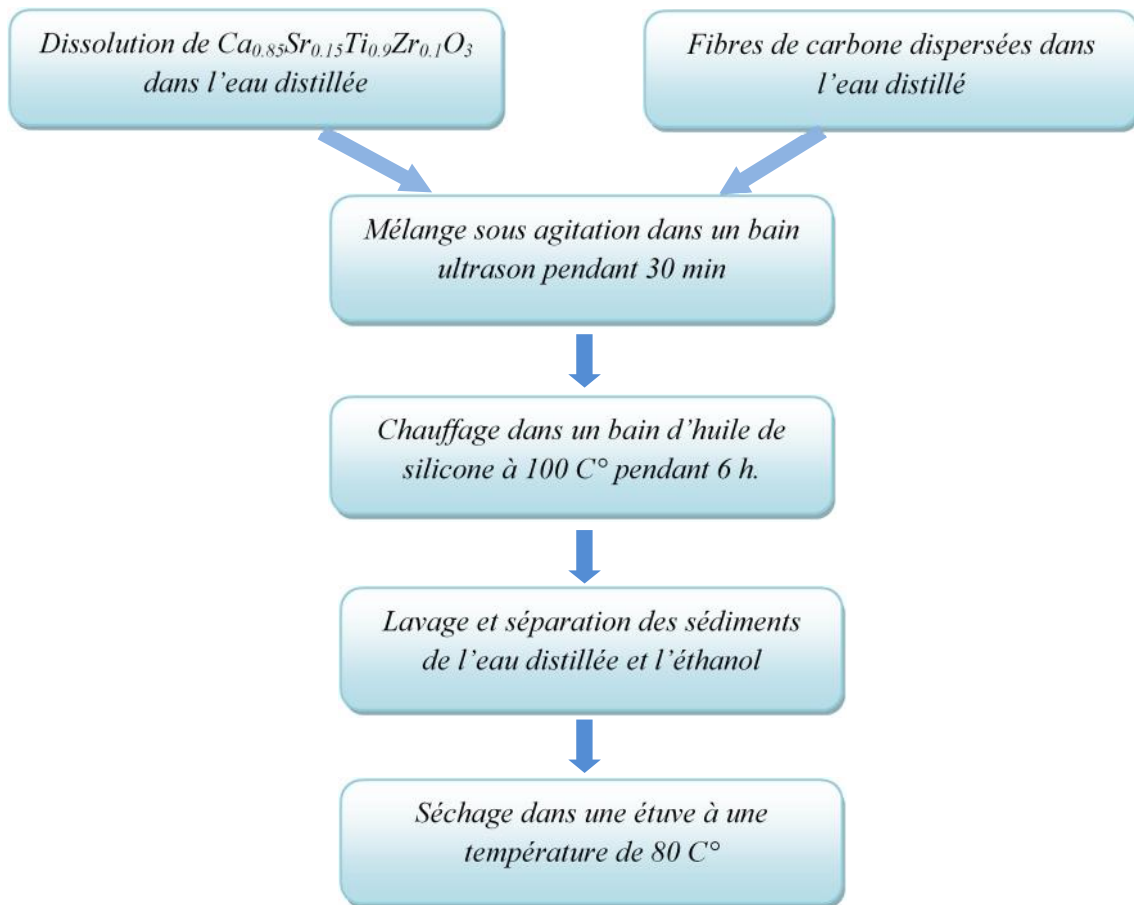 Dissolution de Ca0.85Sr0.15Ti0.9Zr0.1O3
dans l’eau distillée
Fibres de carbone dispersées dans
l’eau distillé
Mélange sous agitation dans un bain
ultrason pendant 30 min
Chauffage dans un bain d’huile de
silicone à 100 C° pendant 6 h.
Lavage et séparation des sédiments
de l’eau distillée et l’éthanol
Séchage dans une étuve à une
température de 80 C°